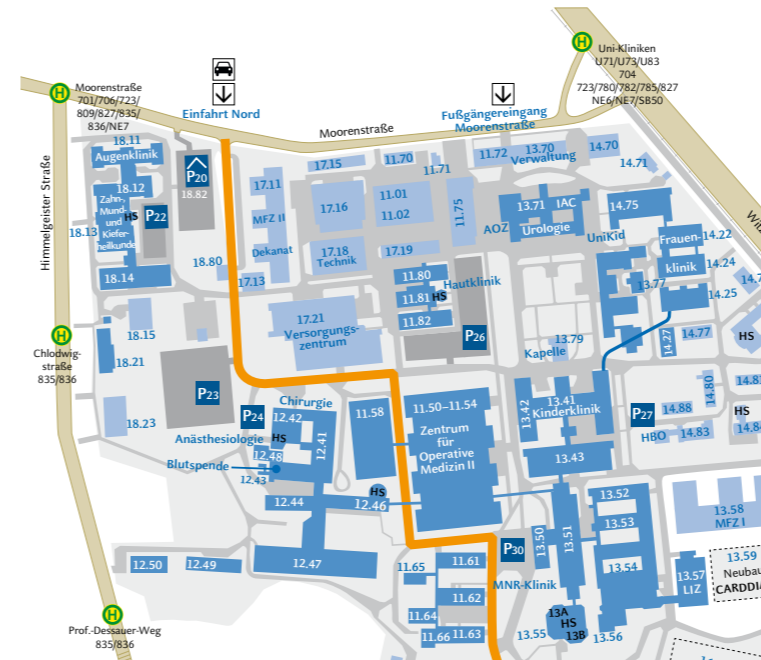 H
Moorenstraße
701/706/723/
809/827/835/
836/NE7
Einfahrt Nord
Moorenstraße
Fußgängereingang
Moorenstraße
H
Uni-Kliniken
U71/U73/U83
704
723/780/782/785/827
NE6/NE7/SB50
Himmelgeister Straße
18.11
Augenklinik
18.12
Zahn-,
Mund-
und
Kiefer-
heilkunde
HS
P22
18.13
18.14
P20
18.82
18.80
17.15
17.11
MFZ II
Dekanat
17.13
17.16
17.18
Technik
11.70
11.71
11.01
11.02
17.19
11.75
11.72
13.70
Verwaltung
14.70
14.71
13.71
IAC
AOZ
Urologie
14.75
UniKid
Frauen-
klinik
14.22
14.24
14.25
13.77
14.27
14.77
HS
11.80
11.81
HS
11.82
Hautklinik
P26
13.79
Kapelle
17.21
Versorgungs-
zentrum
18.15
18.21
18.23
H
Chlodwig-
straße
835/836
P23
P24
Chirurgie
12.42
12.41
Anästhesiologie
HS
12.48
Blutspende
12.43
12.44
HS
12.46
12.47
12.50
12.49
11.58
11.50–11.54
Zentrum
für
Operative
Medizin II
13.42
13.41
Kinderklinik
13.43
P27
14.88
14.80
HBO
14.83
HS
13.52
13.53
13.54
13.50
13.51
P30
MNR-Klinik
13A
HS
13B
13.55
13.56
13.57
LIZ
13.58
MFZ I
13.59
Neubau
CARDDI
11.65
11.61
11.62
11.64
11.66
11.63
H
Prof.-Dessauer-Weg
835/836